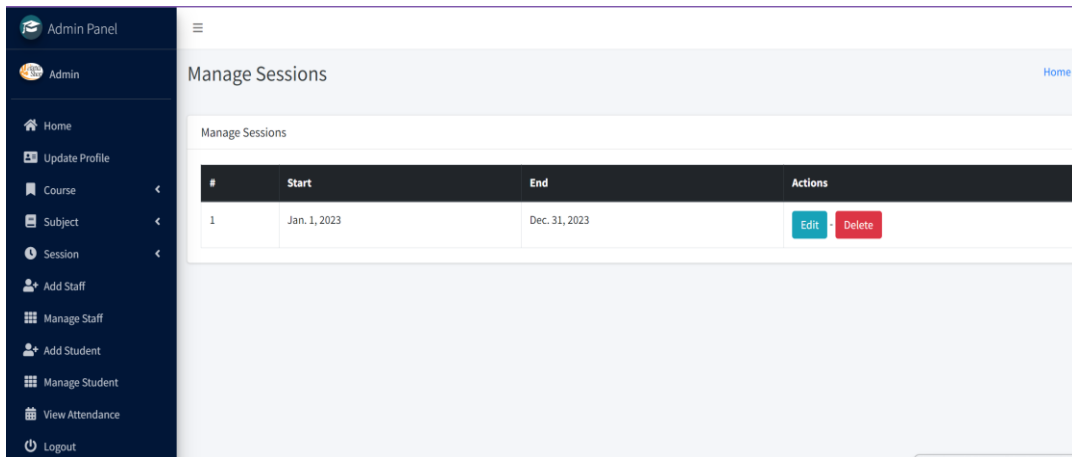 Admin Panel
Admin
Home
Update Profile
Course
Subject
Session
Add Staff
Manage Staff
Add Student
Manage Student
View Attendance
Logout
Manage Sessions
Home
Manage Sessions
# Start End Actions
1 Jan. 1, 2023 Dec. 31, 2023 Edit - Delete